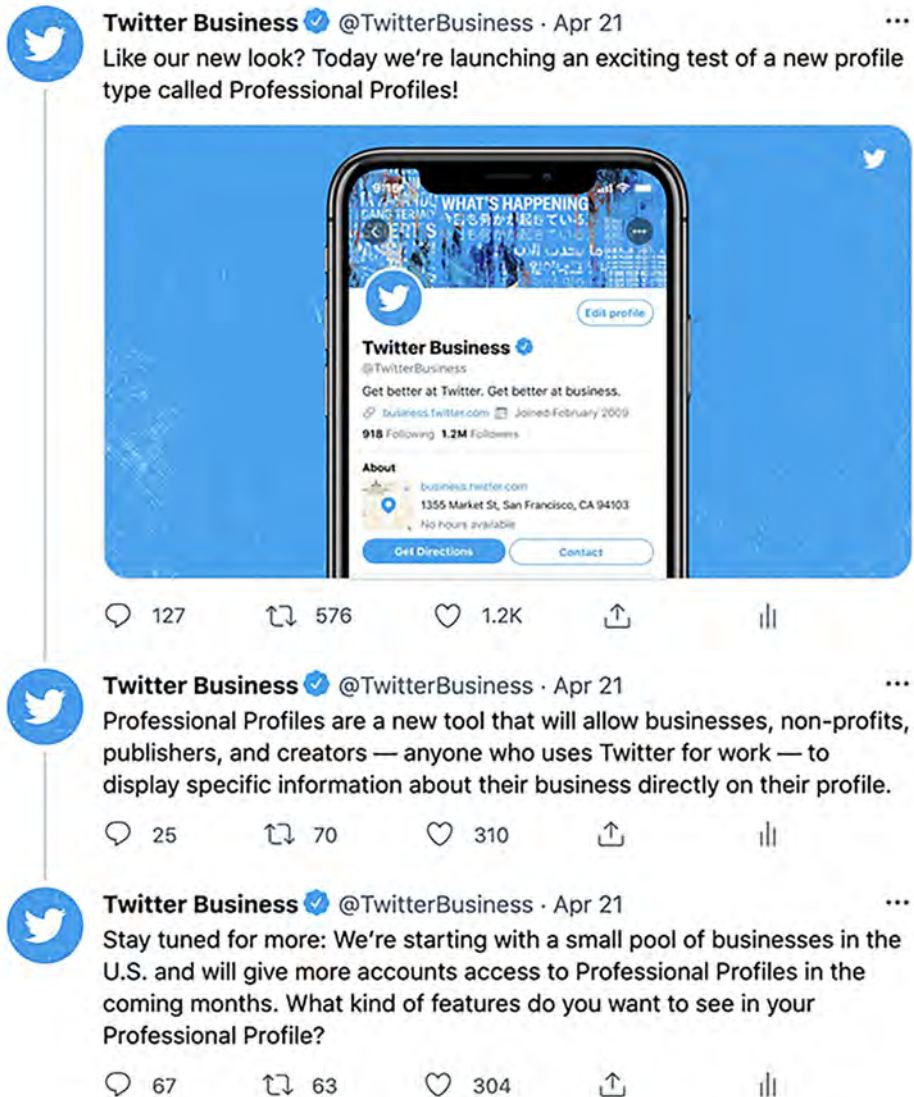 Twitter Business @TwitterBusiness · Apr 21
Like our new look? Today we're launching an exciting test of a new profile
type called Professional Profiles!
WHAT'S HAPPENING
Edit profile
Twitter Business
@TwitterBusiness
Get better at Twitter. Get better at business.
business.twitter.com Joined February 2009
918 Following 1.2M Followers
About
business.twitter.com
1355 Market St, San Francisco, CA 94103
No hours available
Get Directions Contact
127 576 1.2K
Twitter Business @TwitterBusiness · Apr 21
Professional Profiles are a new tool that will allow businesses, non-profits,
publishers, and creators — anyone who uses Twitter for work — to
display specific information about their business directly on their profile.
25 70 310
Twitter Business @TwitterBusiness · Apr 21
Stay tuned for more: We're starting with a small pool of businesses in the
U.S. and will give more accounts access to Professional Profiles in the
coming months. What kind of features do you want to see in your
Professional Profile?
67 63 304